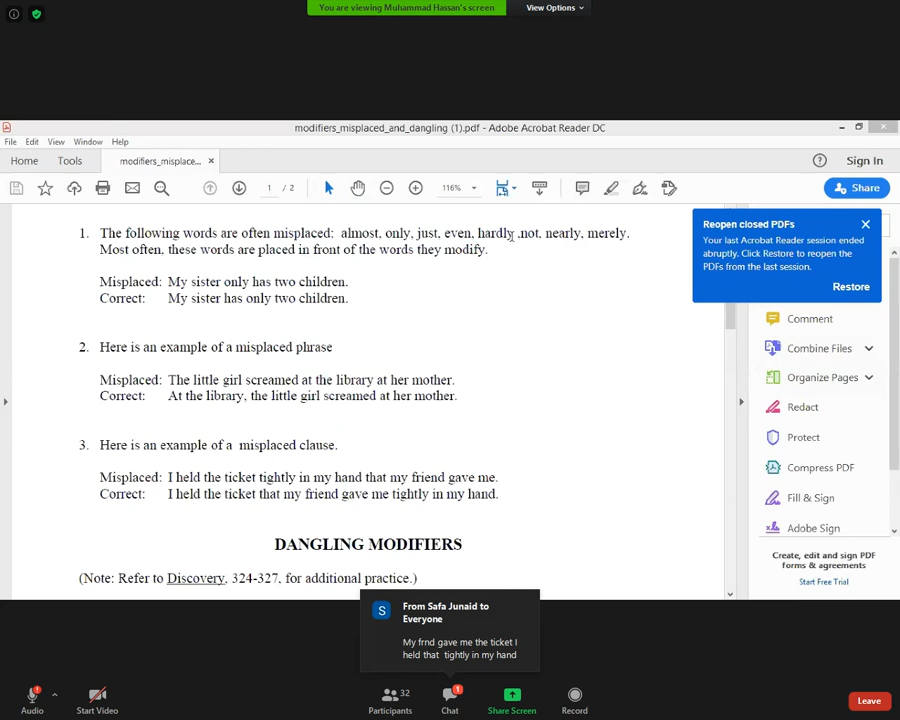 You are viewing Muhammad Hassan's screen
View Options
modifiers_misplaced_and_dangling (1).pdf - Adobe Acrobat Reader DC
File Edit View Window Help
Home Tools modifiers_misplace... Sign In
1 / 2 116% Share
1. The following words are often misplaced: almost, only, just, even, hardly ,not, nearly, merely.
Most often, these words are placed in front of the words they modify.
Misplaced: My sister only has two children.
Correct: My sister has only two children.
2. Here is an example of a misplaced phrase
Misplaced: The little girl screamed at the library at her mother.
Correct: At the library, the little girl screamed at her mother.
3. Here is an example of a misplaced clause.
Misplaced: I held the ticket tightly in my hand that my friend gave me.
Correct: I held the ticket that my friend gave me tightly in my hand.
DANGLING MODIFIERS
(Note: Refer to Discovery, 324-327, for additional practice.)
Reopen closed PDFs
Your last Acrobat Reader session ended
abruptly. Click Restore to reopen the
PDFs from the last session.
Restore
Comment
Combine Files
Organize Pages
Redact
Protect
Compress PDF
Fill & Sign
Adobe Sign
Create, edit and sign PDF
forms & agreements
Start Free Trial
S
From Safa Junaid to
Everyone
My frnd gave me the ticket I
held that tightly in my hand
Audio
Start Video
32
Participants
1
Chat
Share Screen
Record
Leave